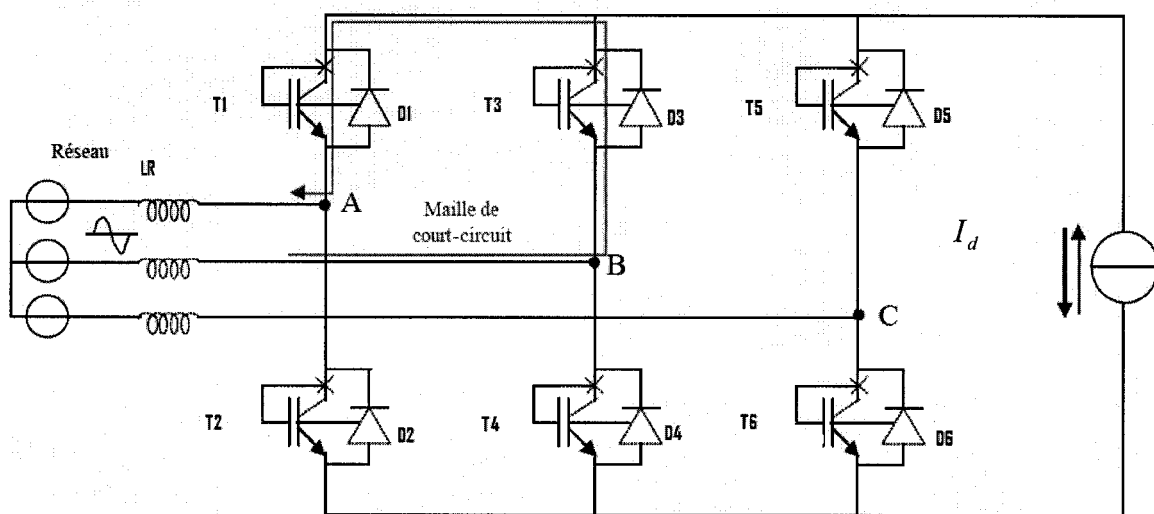 T1
D1
T3
D3
T5
D5
Réseau
LR
A
Maille de
court-circuit
B
I_d
C
T2
D2
T4
D4
T6
D6